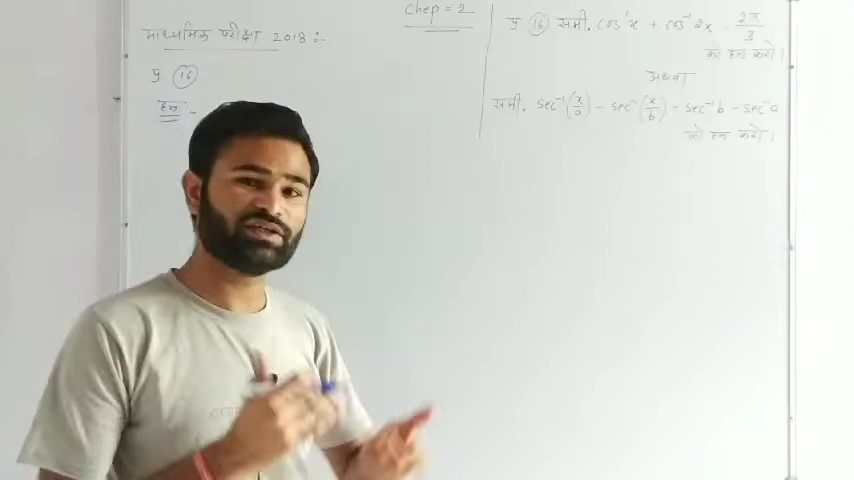 Chep = 2
माध्यमिक परीक्षा 2018 :-
प्र (16)
हल -
प्र (16) समी. cos⁻¹x + cos⁻¹2x = 2π/3
को हल करो।
अथवा
समी. sec⁻¹(x/a) - sec⁻¹(x/b) = sec⁻¹b - sec⁻¹a
को हल करो।